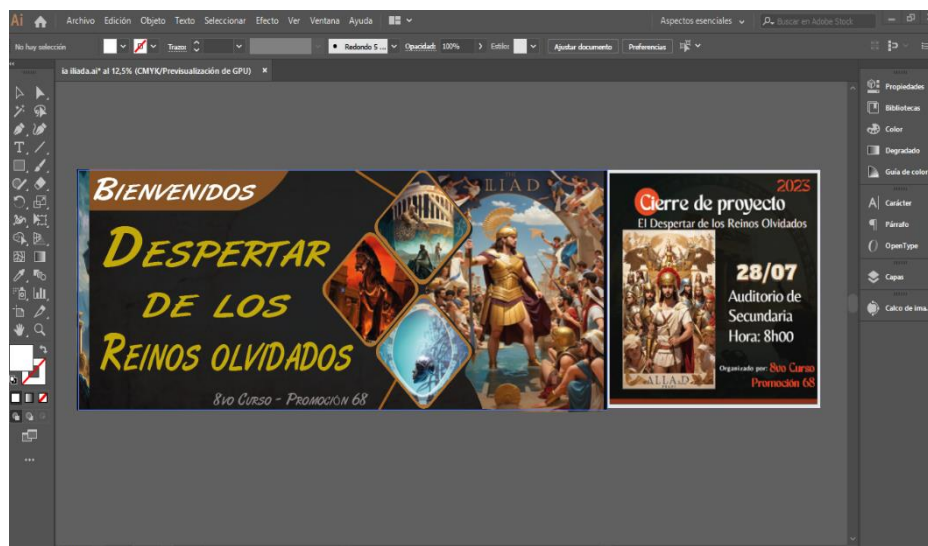 Ai Archivo Edición Objeto Texto Seleccionar Efecto Ver Ventana Ayuda Aspectos esenciales Buscar en Adobe Stock
No hay selección Trazo: Redondo 5 ... Opacidad: 100% Estilo: Ajustar documento Preferencias
ia iliada.ai* al 12,5% (CMYK/Previsualización de GPU) ×
Propiedades
Bibliotecas
Color
Degradado
Guía de color
Carácter
Párrafo
OpenType
Capas
Calco de ima.
BIENVENIDOS
DESPERTAR
DE LOS
REINOS OLVIDADOS
8VO CURSO - PROMOCIÓN 68
ILIAD
2023
Cierre de proyecto
El Despertar de los Reinos Olvidados
28/07
Auditorio de
Secundaria
Hora: 8h00
Organizado por: 8vo Curso
Promoción 68